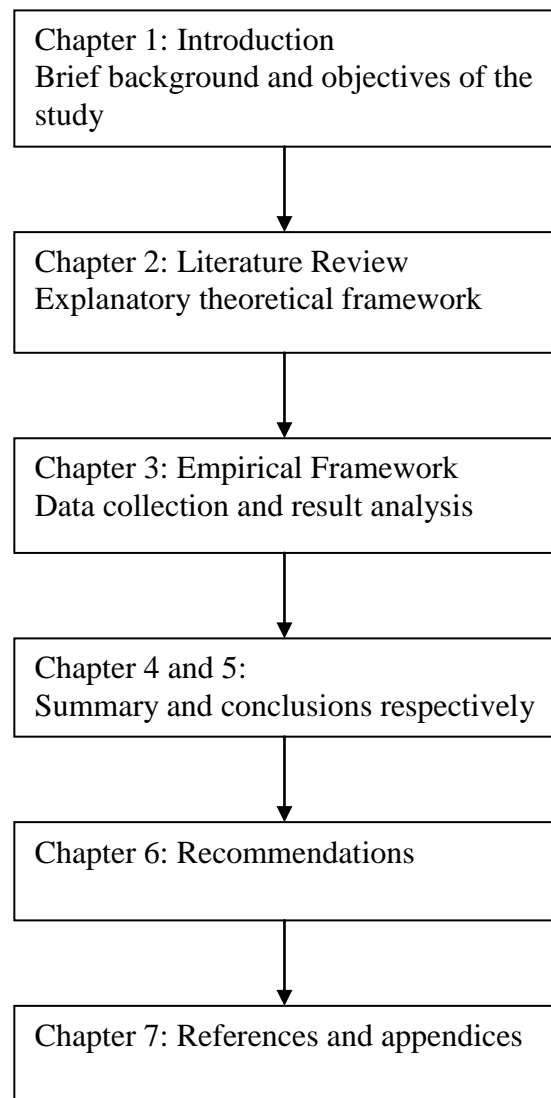 Chapter 1: Introduction
Brief background and objectives of the
study
Chapter 2: Literature Review
Explanatory theoretical framework
Chapter 3: Empirical Framework
Data collection and result analysis
Chapter 4 and 5:
Summary and conclusions respectively
Chapter 6: Recommendations
Chapter 7: References and appendices